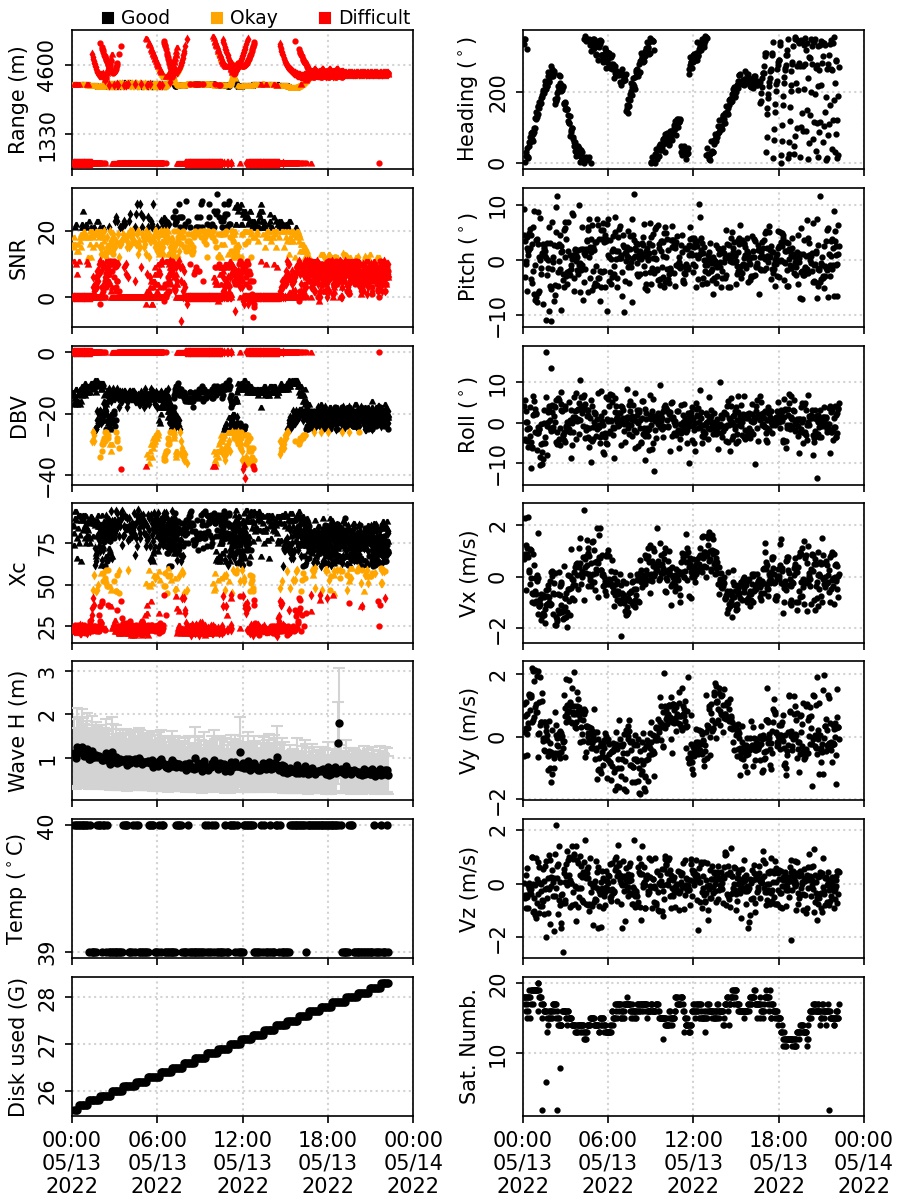 Good Okay Difficult
Range (m)
4600
1330
Heading (°)
200
0
SNR
20
0
Pitch (°)
10
0
−10
DBV
0
−20
−40
Roll (°)
10
0
−10
Xc
75
50
25
Vx (m/s)
2
0
−2
Wave H (m)
3
2
1
Vy (m/s)
2
0
−2
Temp (°C)
40
39
Vz (m/s)
2
0
−2
Disk used (G)
28
27
26
Sat. Numb.
20
10
00:00 06:00 12:00 18:00 00:00
05/13 05/13 05/13 05/13 05/14
2022 2022 2022 2022 2022
00:00 06:00 12:00 18:00 00:00
05/13 05/13 05/13 05/13 05/14
2022 2022 2022 2022 2022